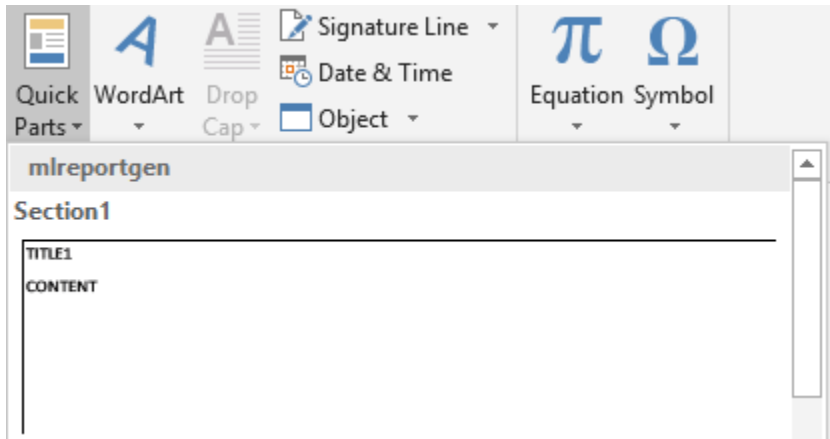 Quick Parts
WordArt
Drop Cap
Signature Line
Date & Time
Object
Equation
Symbol
mlreportgen
Section1
TITLE1
CONTENT